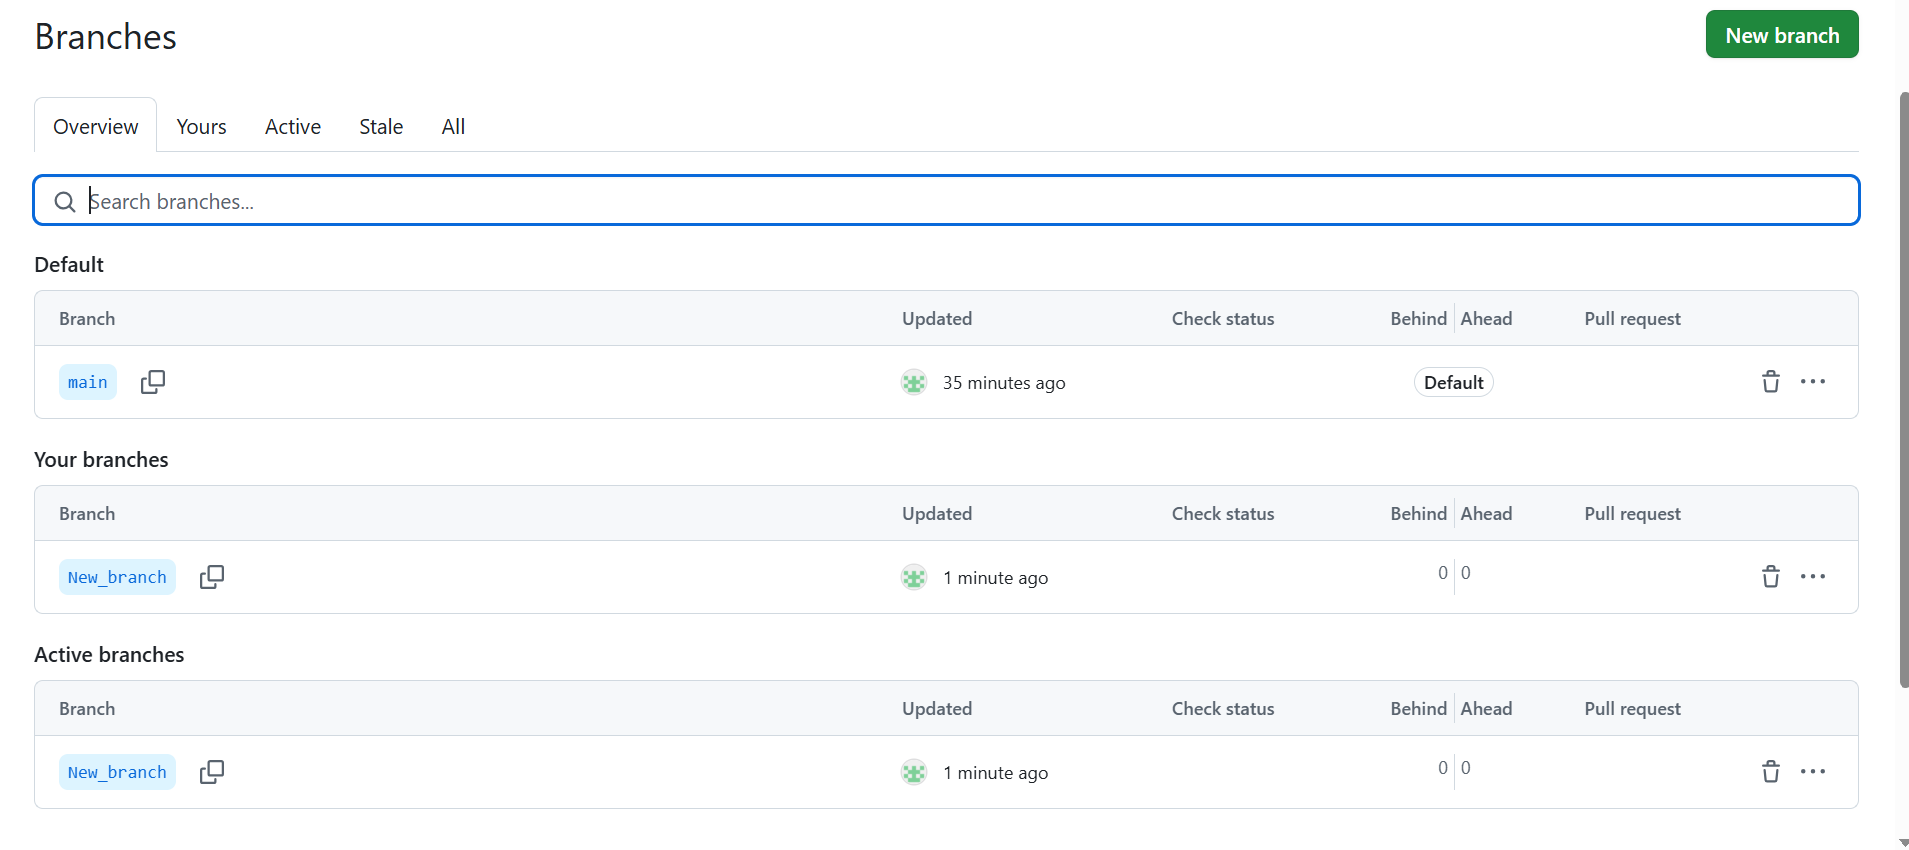 Branches
New branch
Overview Yours Active Stale All
Search branches...
Default
Branch Updated Check status Behind Ahead Pull request
main 35 minutes ago Default
Your branches
Branch Updated Check status Behind Ahead Pull request
New_branch 1 minute ago 0 0
Active branches
Branch Updated Check status Behind Ahead Pull request
New_branch 1 minute ago 0 0